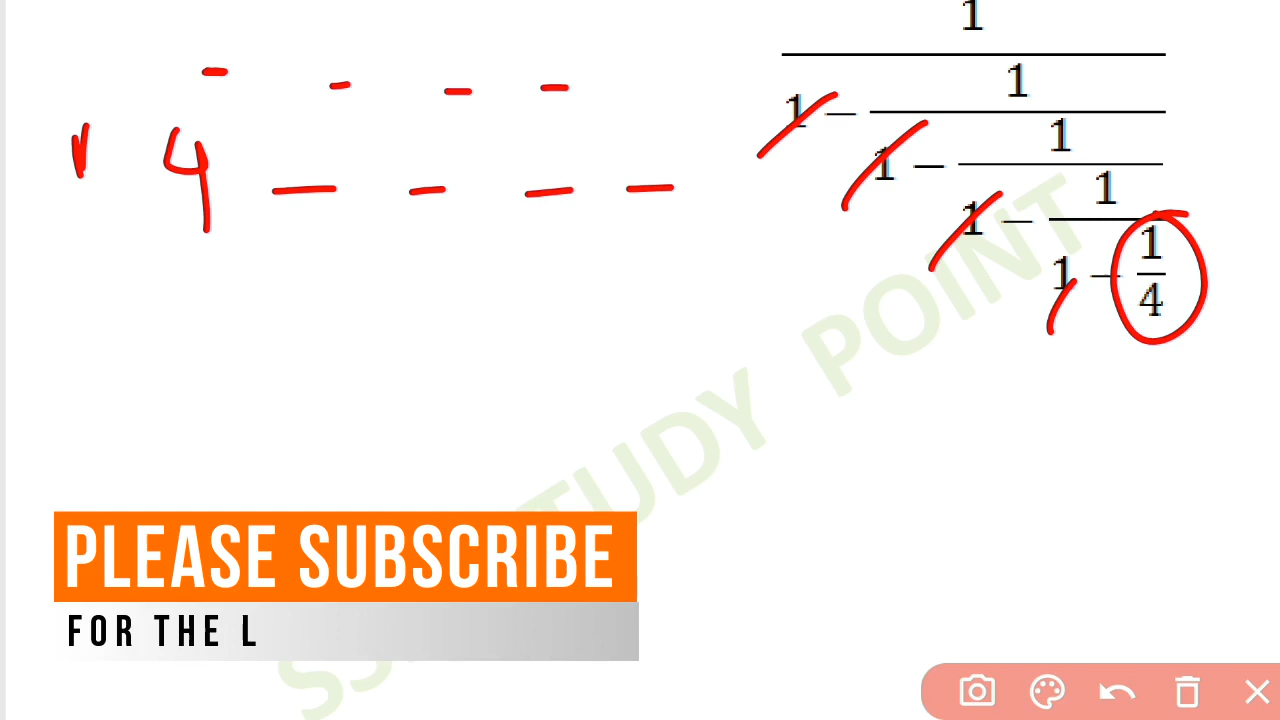 1
1 - 1
1 - 1
1 - 1
1 - 1
4
4
STUDY POINT
PLEASE SUBSCRIBE
FOR THE L